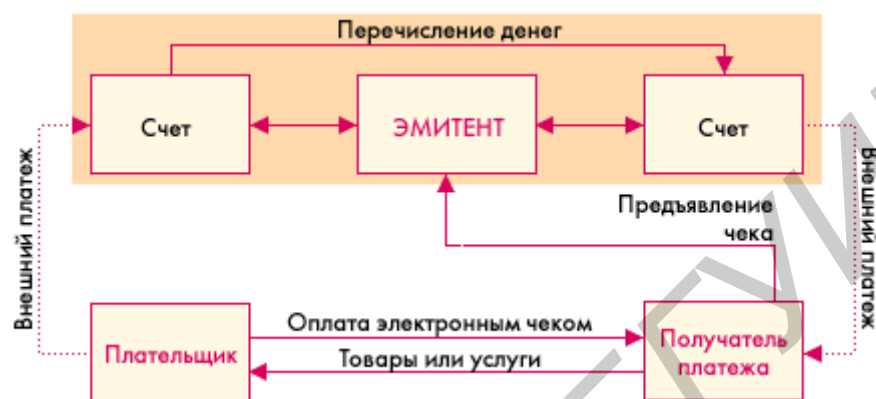 Перечисление денег
Счет
ЭМИТЕНТ
Счет
Внешний платеж
Внешний платеж
Предъявление
чека
Оплата электронным чеком
Плательщик
Товары или услуги
Получатель
платежа